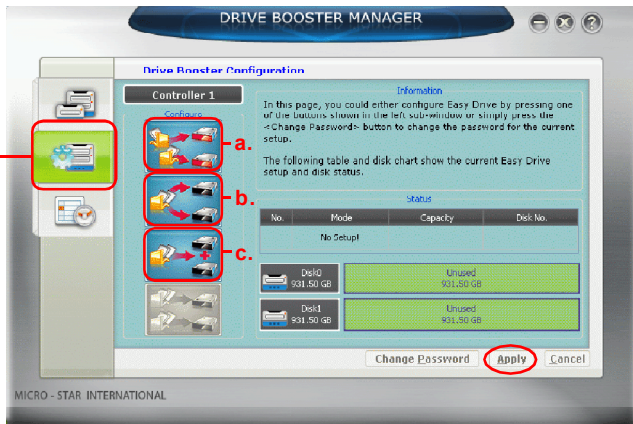 DRIVE BOOSTER MANAGER
Drive Booster Configuration
Controller 1
Configure
a.
b.
c.
Information
In this page, you could either configure Easy Drive by pressing one
of the buttons shown in the left sub-window or simply press the
<Change Password> button to change the password for the current
setup.
The following table and disk chart show the current Easy Drive
setup and disk status.
Status
No. Mode Capacity Disk No.
No Setup!
Disk0
931.50 GB
Unused
931.50 GB
Disk1
931.50 GB
Unused
931.50 GB
Change Password Apply Cancel
MICRO-STAR INTERNATIONAL